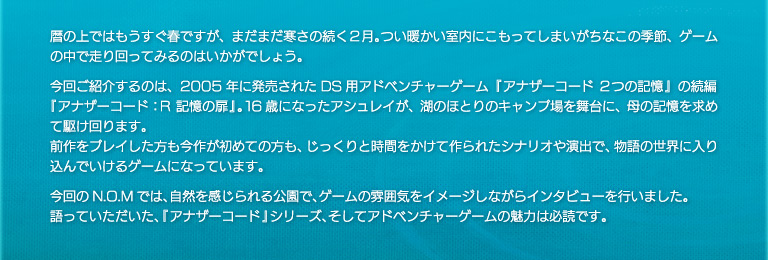 暦の上ではもうすぐ春ですが、まだまだ寒さの続く2月。つい暖かい室内にこもってしまいがちなこの季節、ゲーム
の中で走り回ってみるのはいかがでしょう。
今回ご紹介するのは、2005年に発売されたDS用アドベンチャーゲーム『アナザーコード 2つの記憶』の続編
『アナザーコード：R 記憶の扉』。16歳になったアシュレイが、湖のほとりのキャンプ場を舞台に、母の記憶を求め
て駆け回ります。
前作をプレイした方も今作が初めての方も、じっくりと時間をかけて作られたシナリオや演出で、物語の世界に入り
込んでいけるゲームになっています。
今回のN.O.Mでは、自然を感じられる公園で、ゲームの雰囲気をイメージしながらインタビューを行いました。
語っていただいた、『アナザーコード』シリーズ、そしてアドベンチャーゲームの魅力は必読です。